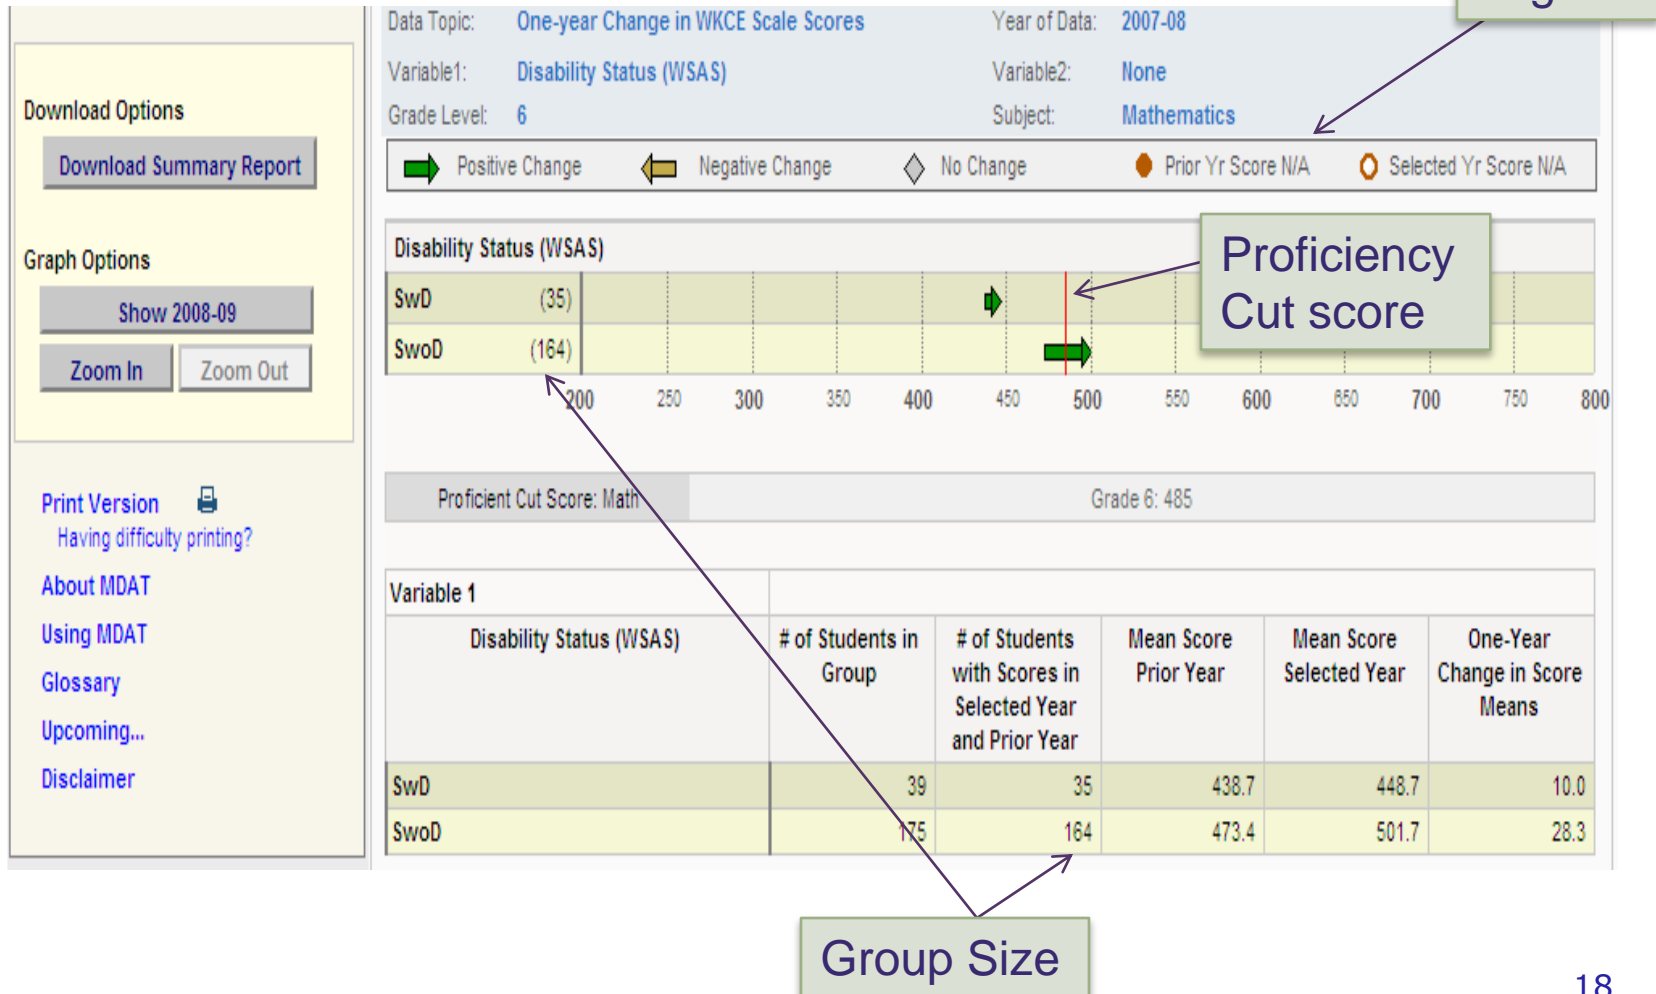 Data Topic: One-year Change in WKCE Scale Scores Year of Data: 2007-08
Variable1: Disability Status (WSAS) Variable2: None
Grade Level: 6 Subject: Mathematics
Positive Change Negative Change No Change Prior Yr Score N/A Selected Yr Score N/A
Download Options
Download Summary Report
Graph Options
Show 2008-09
Zoom In Zoom Out
Print Version
Having difficulty printing?
About MDAT
Using MDAT
Glossary
Upcoming...
Disclaimer
Disability Status (WSAS)
SwD (35)
SwoD (164)
200 250 300 350 400 450 500 550 600 650 700 750 800
Proficiency
Cut score
Proficient Cut Score: Math Grade 6: 485
Variable 1
Disability Status (WSAS)
# of Students in
Group
# of Students
with Scores in
Selected Year
and Prior Year
Mean Score
Prior Year
Mean Score
Selected Year
One-Year
Change in Score
Means
SwD 39 35 438.7 448.7 10.0
SwoD 175 164 473.4 501.7 28.3
Group Size
18